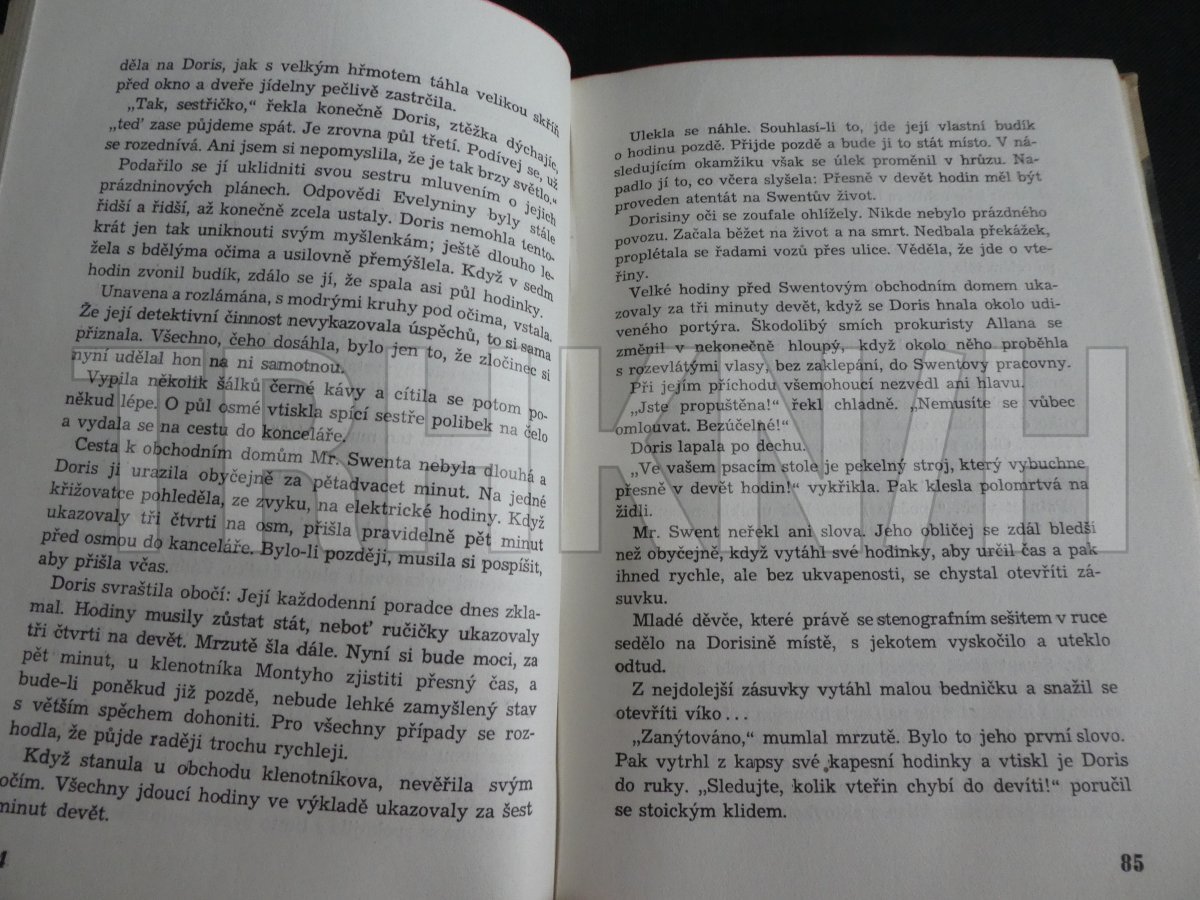 děla na Doris, jak s velkým hřmotem táhla velikou skříň
před okno a dveře jídelny pečlivě zastrčila.
„Tak, sestřičko,“ řekla konečně Doris, ztěžka dýchajíc,
„teď zase půjdeme spát. Je zrovna půl třetí. Podívej se, už
se rozednívá. Ani jsem si nepomyslila, že je tak brzy světlo.“
Podařilo se jí uklidniti svou sestru mluvením o jejich
prázdninových plánech. Odpovědi Evelyniny byly stále
řidší a řidší, až konečně zcela ustaly. Doris nemohla tento-
krát jen tak uniknouti svým myšlenkám; ještě dlouho le-
žela s bdělýma očima a usilovně přemýšlela. Když v sedm
hodin zvonil budík, zdálo se jí, že spala asi půl hodinky.
Unavena a rozlámána, s modrými kruhy pod očima, vstala.
Že její detektivní činnost nevykazovala úspěchů, to si sama
přiznala. Všechno, čeho dosáhla, bylo jen to, že zločinec si
nyní udělal hon na ni samotnou.
Vypila několik šálků černé kávy a cítila se potom po-
někud lépe. O půl osmé vtiskla spící sestře polibek na čelo
a vydala se na cestu do konceláře.
Cesta k obchodním domům Mr. Swenta nebyla dlouhá a
Doris ji urazila obyčejně za pětadvacet minut. Na jedné
křižovatce pohleděla, ze zvyku, na elektrické hodiny. Když
ukazovaly tři čtvrti na osm, přišla pravidelně pět minut
před osmou do kanceláře. Bylo-li později, musila si pospíšit,
aby přišla včas.
Doris svraštila obočí: Její každodenní poradce dnes zkla-
mal. Hodiny musily zůstat stát, neboť ručičky ukazovaly
tři čtvrti na devět. Mrzutě šla dále. Nyní si bude moci, za
pět minut, u klenotníka Montyho zjistiti přesný čas, a
bude-li poněkud již pozdě, nebude lehké zamyšlený stav
s větším spěchem dohoniti. Pro všechny případy se roz-
hodla, že půjde raději trochu rychleji.
Když stanula u obchodu klenotníkova, nevěřila svým
očím. Všechny jdoucí hodiny ve výkladě ukazovaly za šest
minut devět.
4
Ulekla se náhle. Souhlasí-li to, jde její vlastní budík
o hodinu pozdě. Přijde pozdě a bude ji to stát místo. V ná-
sledujícím okamžiku však se úlek proměnil v hrůzu. Na-
padlo jí to, co včera slyšela: Přesně v devět hodin měl být
proveden atentát na Swentův život.
Dorisiny oči se zoufale ohlížely. Nikde nebylo prázdného
povozu. Začala běžet na život a na smrt. Nedbala překážek,
proplétala se řadami vozů přes ulice. Věděla, že jde o vte-
řiny.
Velké hodiny před Swentovým obchodním domem uka-
zovaly za tři minuty devět, když se Doris hnala okolo udi-
veného portýra. Škodolibý smích prokuristy Allana se
změnil v nekonečně hloupý, když okolo něho proběhla
s rozevlátými vlasy, bez zaklepání, do Swentovy pracovny.
Při jejím příchodu všemohoucí nezvedl ani hlavu.
„Jste propuštěna!“ řekl chladně. „Nemusíte se vůbec
omlouvat. Bezúčelné!“
Doris lapala po dechu.
„Ve vašem psacím stole je pekelný stroj, který vybuchne
přesně v devět hodin!“ vykřikla. Pak klesla polomrtvá na
židli.
Mr. Swent neřekl ani slova. Jeho obličej se zdál bledší
než obyčejně, když vytáhl své hodinky, aby určil čas a pak
ihned rychle, ale bez ukvapenosti, se chystal otevříti zá-
suvku.
Mladé děvče, které právě se stenografním sešitem v ruce
sedělo na Dorisině místě, s jekotem vyskočilo a uteklo
odtud.
Z nejdolejší zásuvky vytáhl malou bedničku a snažil se
otevříti víko...
„Zanýtováno,“ mumlal mrzutě. Bylo to jeho první slovo.
Pak vytrhl z kapsy své kapesní hodinky a vtiskl je Doris
do ruky. „Sledujte, kolik vteřin chybí do devíti!“ poručil
se stoickým klidem.
85
TRHKNIH